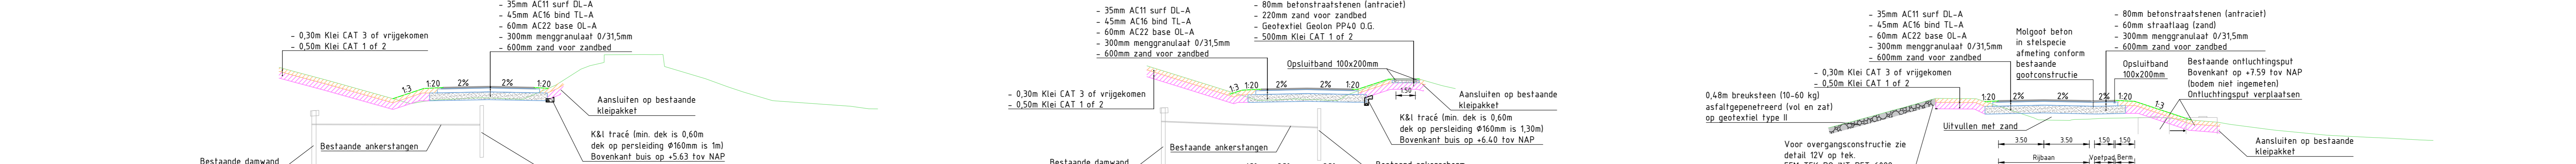 - 35mm AC11 surf DL-A
- 45mm AC16 bind TL-A
- 60mm AC22 base OL-A
- 300mm menggranulaat 0/31,5mm
- 600mm zand voor zandbed
- 0,30m Klei CAT 3 of vrijgekomen
- 0,50m Klei CAT 1 of 2
1:3
1:20
2%
2%
1:20
Aansluiten op bestaande
kleipakket
K&l tracé (min. dek is 0,60m
dek op persleiding Ø160mm is 1m)
Bovenkant buis op +5.63 tov NAP
Bestaande ankerstangen
Bestaande damwand
- 35mm AC11 surf DL-A
- 45mm AC16 bind TL-A
- 60mm AC22 base OL-A
- 300mm menggranulaat 0/31,5mm
- 600mm zand voor zandbed
- 80mm betonstraatstenen (antraciet)
- 220mm zand voor zandbed
- Geotextiel Geolon PP40 O.G.
- 500mm Klei CAT 1 of 2
Opsluitband 100x200mm
1:3
1:20
2%
2%
1:20
1.50
- 0,30m Klei CAT 3 of vrijgekomen
- 0,50m Klei CAT 1 of 2
Aansluiten op bestaande
kleipakket
K&l tracé (min. dek is 0,60m
dek op persleiding Ø160mm is 1,30m)
Bovenkant buis op +6.40 tov NAP
Bestaande ankerstangen
Bestaande damwand
- 35mm AC11 surf DL-A
- 45mm AC16 bind TL-A
- 60mm AC22 base OL-A
- 300mm menggranulaat 0/31,5mm
- 600mm zand voor zandbed
Molgoot beton
in stelspecie
afmeting conform
bestaande
gootconstructie
- 80mm betonstraatstenen (antraciet)
- 60mm straatlaag (zand)
- 300mm menggranulaat 0/31,5mm
- 600mm zand voor zandbed
Opsluitband
100x200mm
Bestaande ontluchtingsput
Bovenkant op +7.59 tov NAP
(bodem niet ingemeten)
Ontluchtingsput verplaatsen
- 0,30m Klei CAT 3 of vrijgekomen
- 0,50m Klei CAT 1 of 2
0,48m breuksteen (10-60 kg)
asfaltgepenetreerd (vol en zat)
op geotextiel type II
1:20
2%
2%
2%
1:20
1:3
Uitvullen met zand
3.50
3.50
1.50
1.50
Rijbaan
Voetpad
Berm
Aansluiten op bestaande
kleipakket
Voor overgangsconstructie zie
detail 12V op tek.